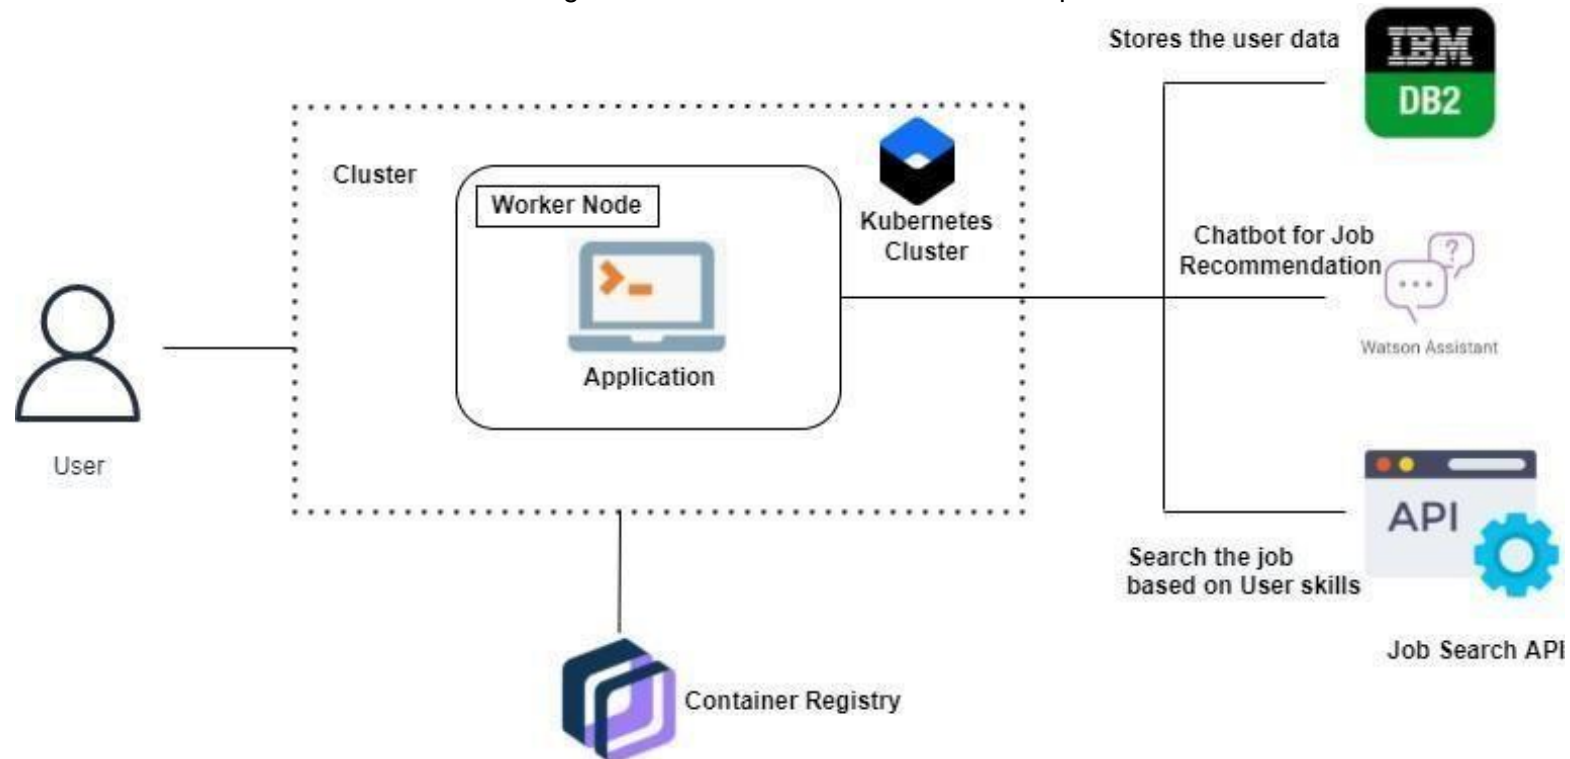 Stores the user data
IBM
DB2
Cluster
Worker Node
Kubernetes
Cluster
Application
Chatbot for Job
Recommendation
?
Watson Assistant
User
API
Search the job
based on User skills
Job Search API
Container Registry